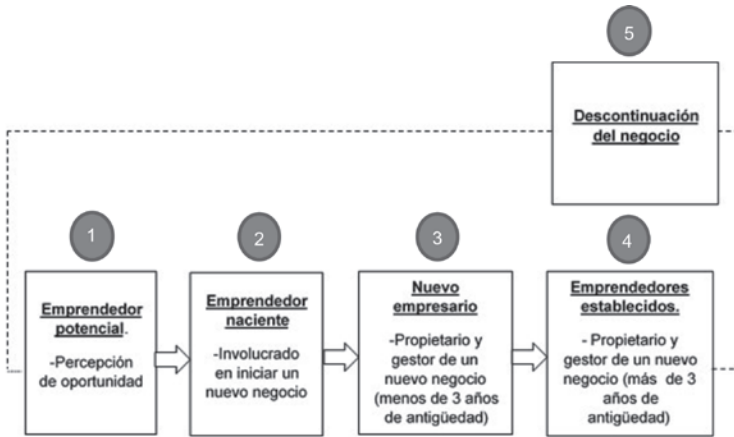 5
Descontinuación
del negocio
1
Emprendedor
potencial.
-Percepción
de oportunidad
2
Emprendedor
naciente
-Involucrado
en iniciar un
nuevo negocio
3
Nuevo
empresario
-Propietario y
gestor de un
nuevo negocio
(menos de 3 años
de antigüedad)
4
Emprendedores
establecidos.
- Propietario y
gestor de un nuevo
negocio (más de 3
años de
antigüedad)